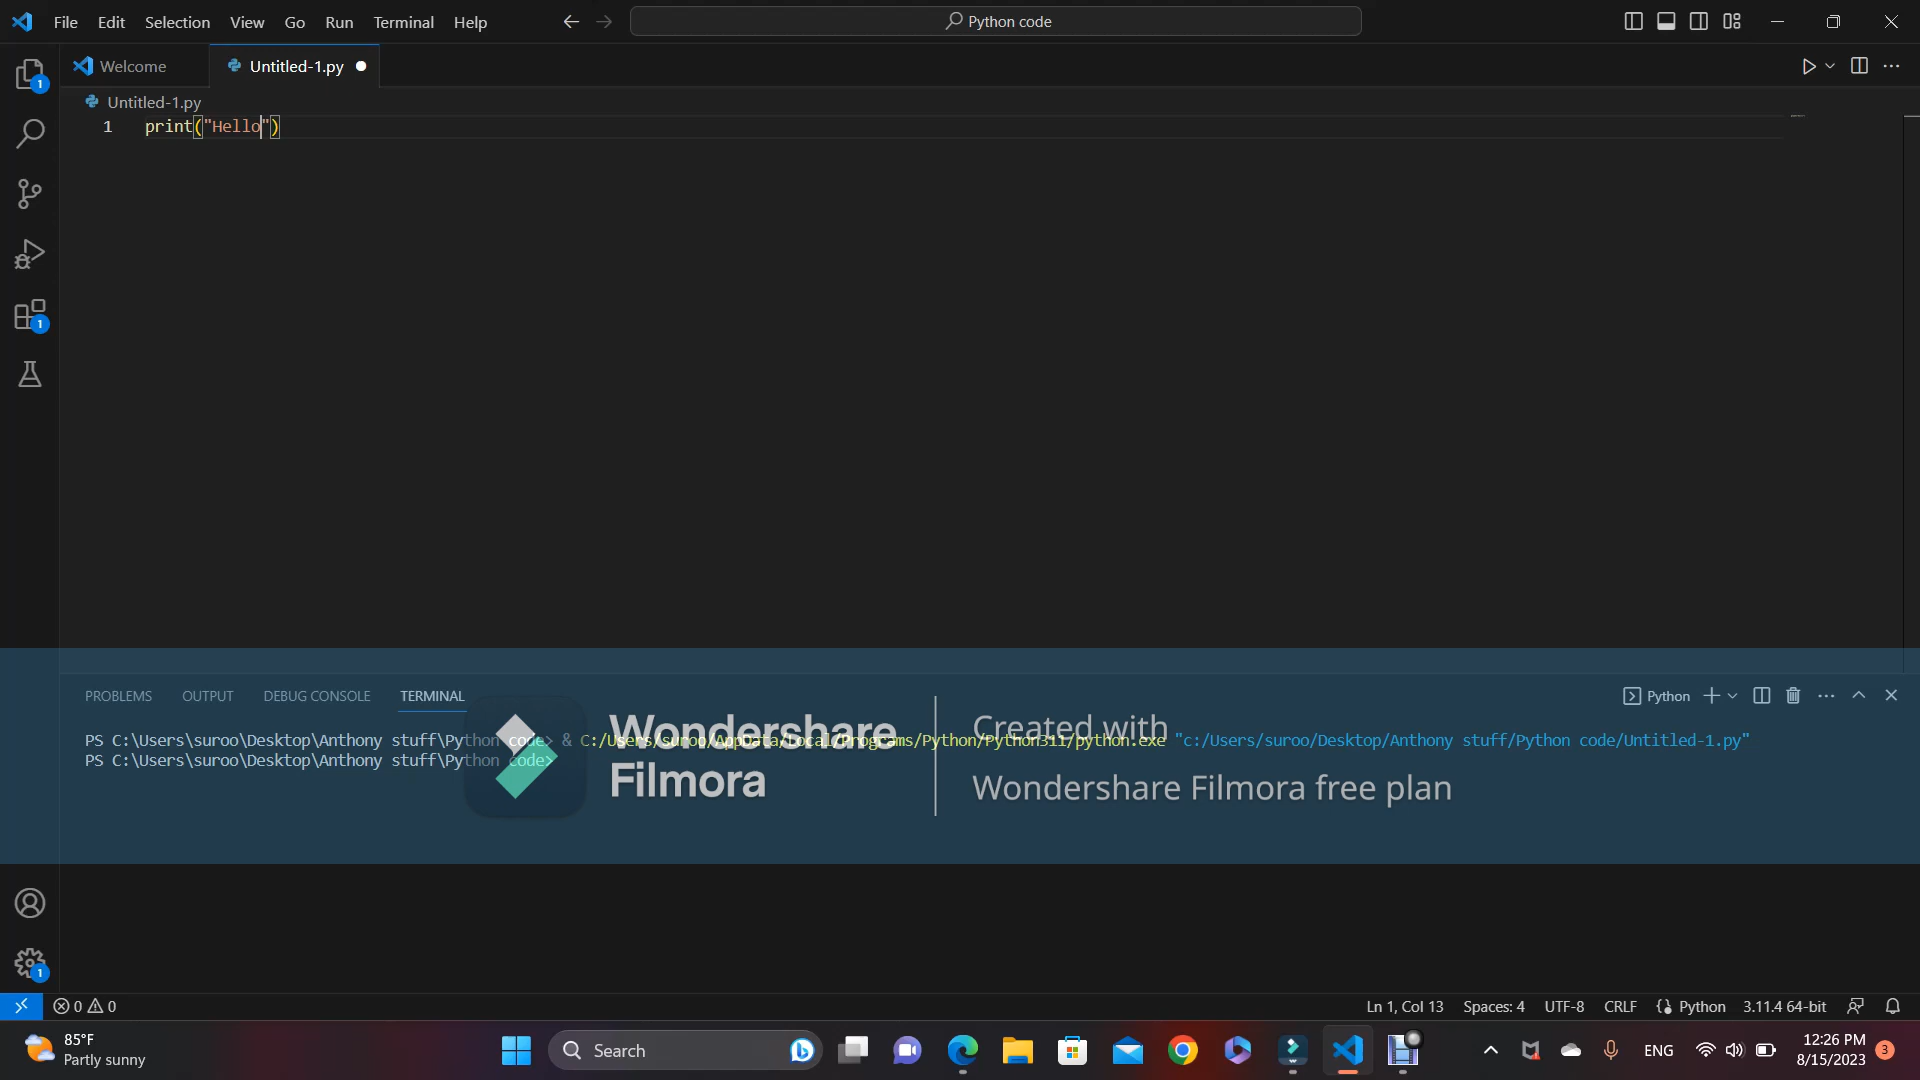 File Edit Selection View Go Run Terminal Help
Python code
Welcome
Untitled-1.py
Untitled-1.py
1 print("Hello")
PROBLEMS OUTPUT DEBUG CONSOLE TERMINAL
Python
PS C:\Users\suroo\Desktop\Anthony stuff\Python code> & C:/Users/suroo/AppData/Local/Programs/Python/Python311/python.exe "c:/Users/suroo/Desktop/Anthony stuff/Python code/Untitled-1.py"
PS C:\Users\suroo\Desktop\Anthony stuff\Python code>
Wondershare
Filmora
Created with
Wondershare Filmora free plan
1
1
1
0 0
Ln 1, Col 13 Spaces: 4 UTF-8 CRLF Python 3.11.4 64-bit
85°F
Partly sunny
Search
ENG
12:26 PM
8/15/2023
3